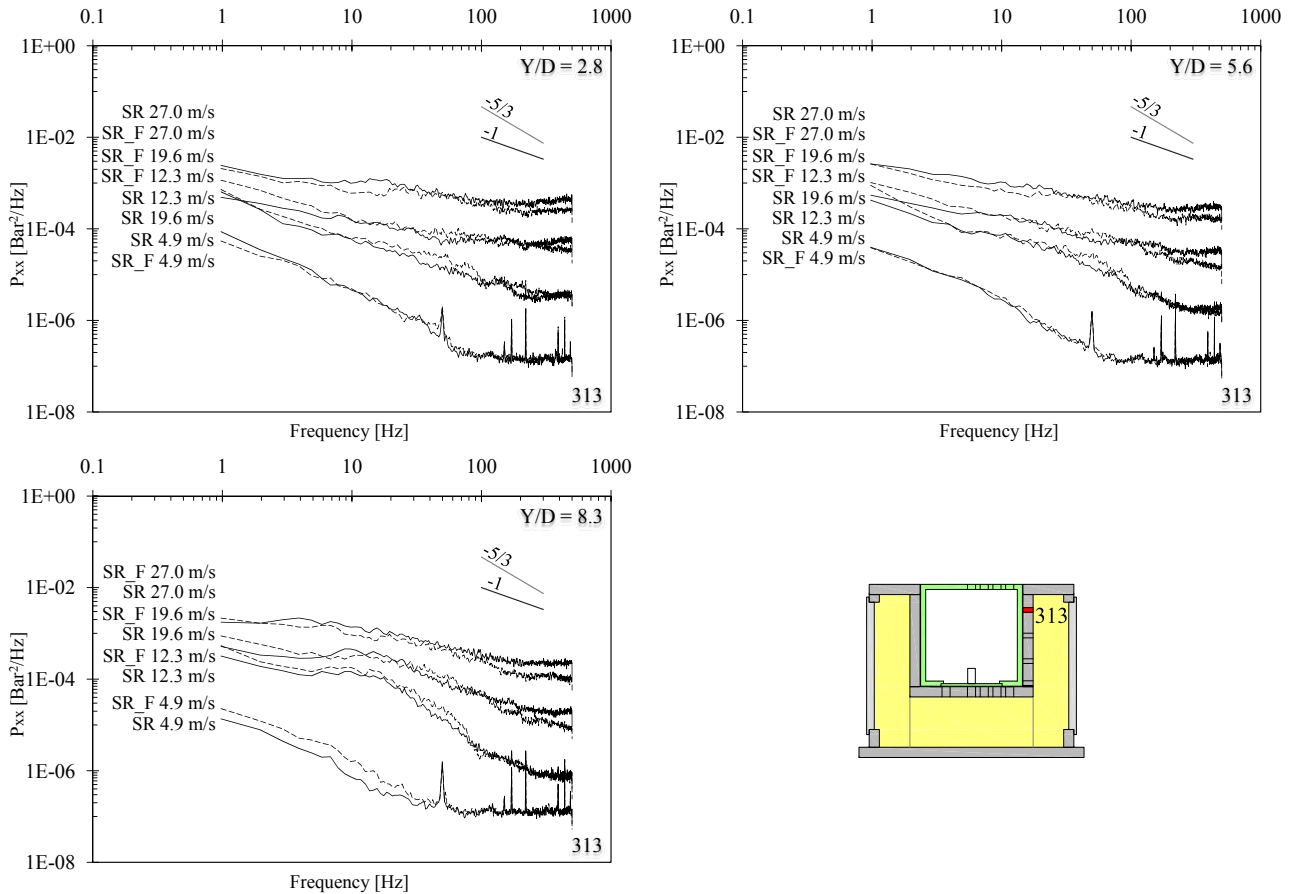 0.1 1 10 100 1000
1E+00
Y/D = 2.8
SR 27.0 m/s
SR_F 27.0 m/s
SR_F 19.6 m/s
SR_F 12.3 m/s
SR 12.3 m/s
SR 19.6 m/s
SR 4.9 m/s
SR_F 4.9 m/s
-5/3
-1
1E-02
1E-04
1E-06
1E-08
Pxx [Bar²/Hz]
313
Frequency [Hz]
0.1 1 10 100 1000
1E+00
Y/D = 5.6
SR 27.0 m/s
SR_F 27.0 m/s
SR_F 19.6 m/s
SR_F 12.3 m/s
SR 19.6 m/s
SR 12.3 m/s
SR 4.9 m/s
SR_F 4.9 m/s
-5/3
-1
1E-02
1E-04
1E-06
1E-08
Pxx [Bar²/Hz]
313
Frequency [Hz]
0.1 1 10 100 1000
1E+00
Y/D = 8.3
SR_F 27.0 m/s
SR 27.0 m/s
SR_F 19.6 m/s
SR 19.6 m/s
SR_F 12.3 m/s
SR 12.3 m/s
SR_F 4.9 m/s
SR 4.9 m/s
-5/3
-1
1E-02
1E-04
1E-06
1E-08
Pxx [Bar²/Hz]
313
Frequency [Hz]
313